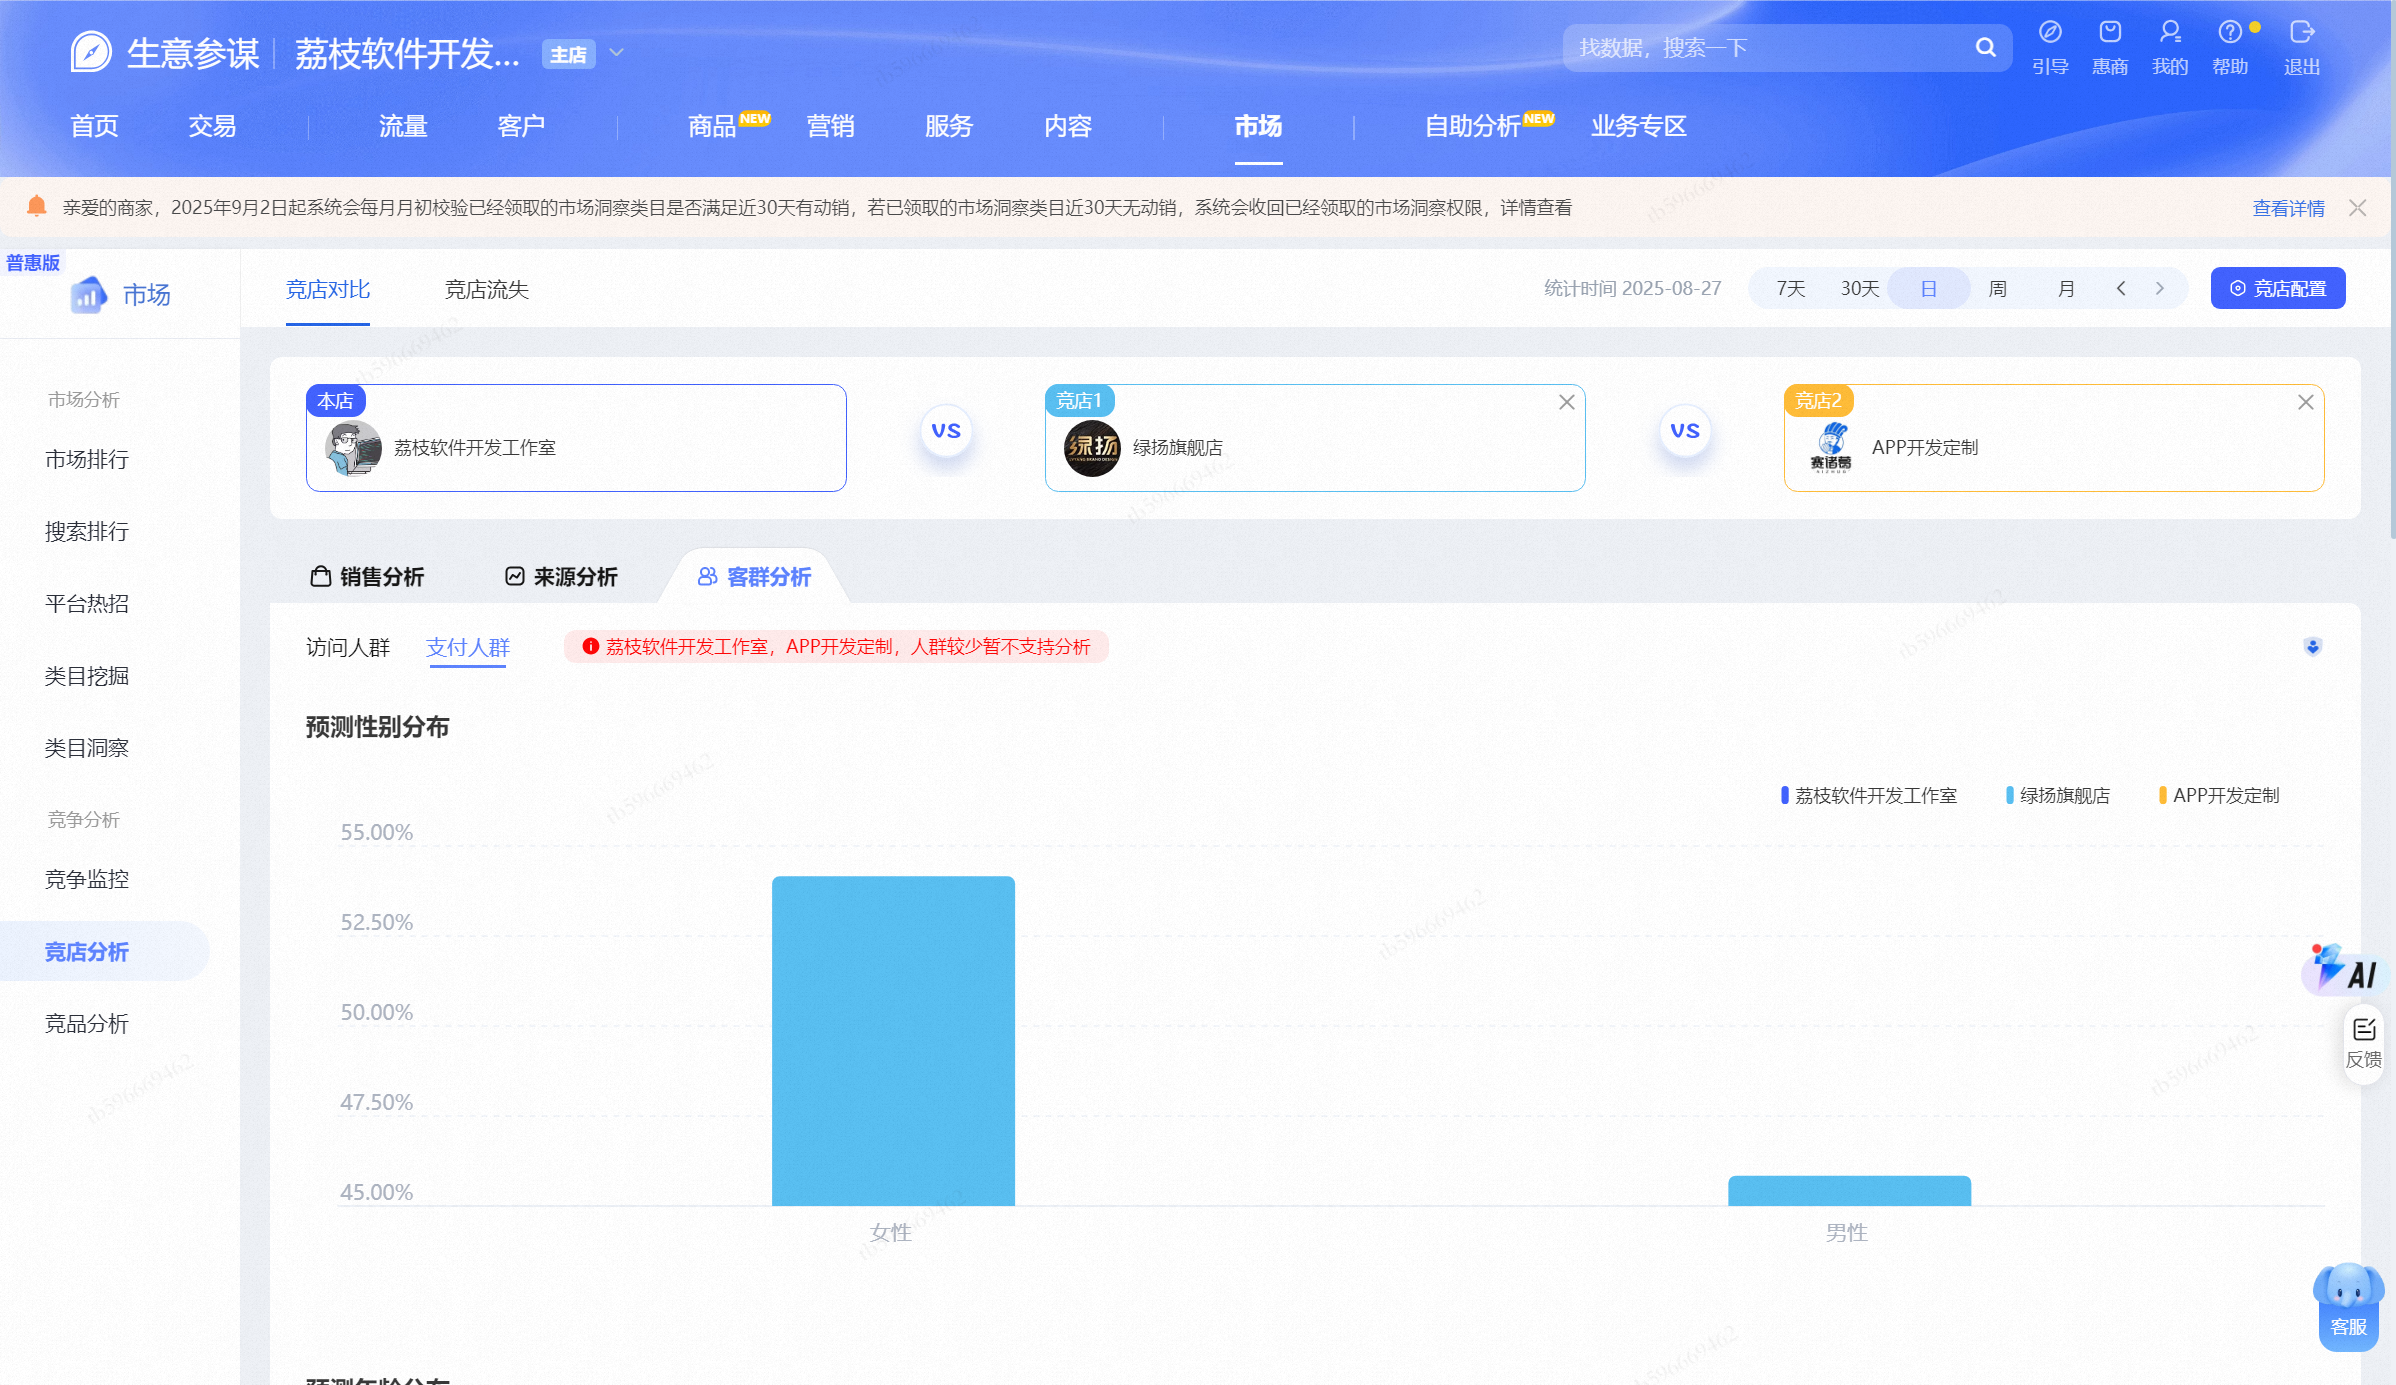 生意参谋 荔枝软件开发... 主店
找数据，搜索一下
引导 惠商 我的 帮助 退出
首页 交易 流量 客户 商品 NEW 营销 服务 内容 市场 自助分析 NEW 业务专区
亲爱的商家，2025年9月2日起系统会每月月初校验已经领取的市场洞察类目是否满足近30天有动销，若已领取的市场洞察类目近30天无动销，系统会收回已经领取的市场洞察权限，详情查看 查看详情
普惠版
市场
竞店对比 竞店流失 统计时间 2025-08-27 7天 30天 日 周 月 竞店配置
市场分析
市场排行
搜索排行
平台热招
类目挖掘
类目洞察
竞争分析
竞争监控
竞店分析
竞品分析
本店
荔枝软件开发工作室
VS
竞店1
绿扬
绿扬旗舰店
VS
竞店2
赛诸葛
APP开发定制
销售分析 来源分析 客群分析
访问人群 支付人群 荔枝软件开发工作室，APP开发定制，人群较少暂不支持分析
预测性别分布
荔枝软件开发工作室 绿扬旗舰店 APP开发定制
55.00%
52.50%
50.00%
47.50%
45.00%
女性 男性
AI
反馈
客服
tb596669462